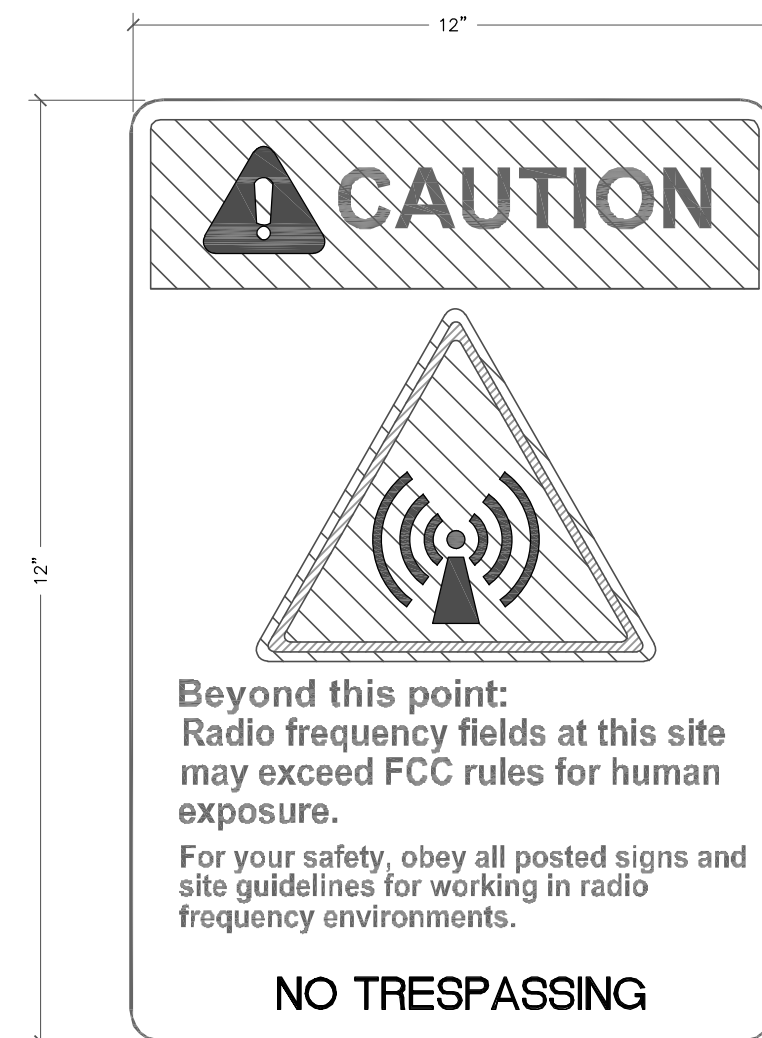 12”
CAUTION
12”
Beyond this point:
Radio frequency fields at this site
may exceed FCC rules for human
exposure.
For your safety, obey all posted signs and
site guidelines for working in radio
frequency environments.
NO TRESPASSING